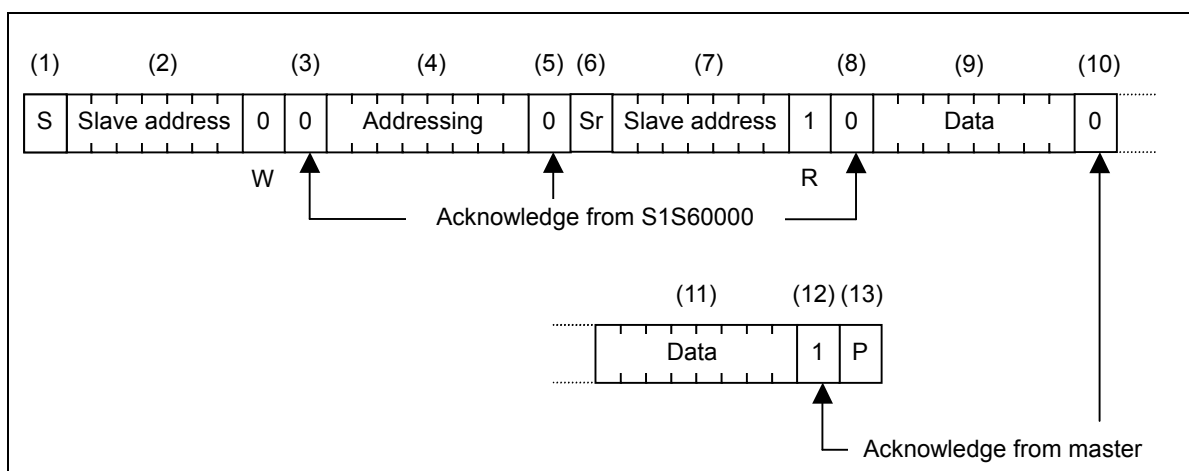 (1) (2) (3) (4) (5) (6) (7) (8) (9) (10)
S Slave address 0 0 Addressing 0 Sr Slave address 1 0 Data 0
W R
Acknowledge from S1S60000
(11) (12) (13)
Data 1 P
Acknowledge from master